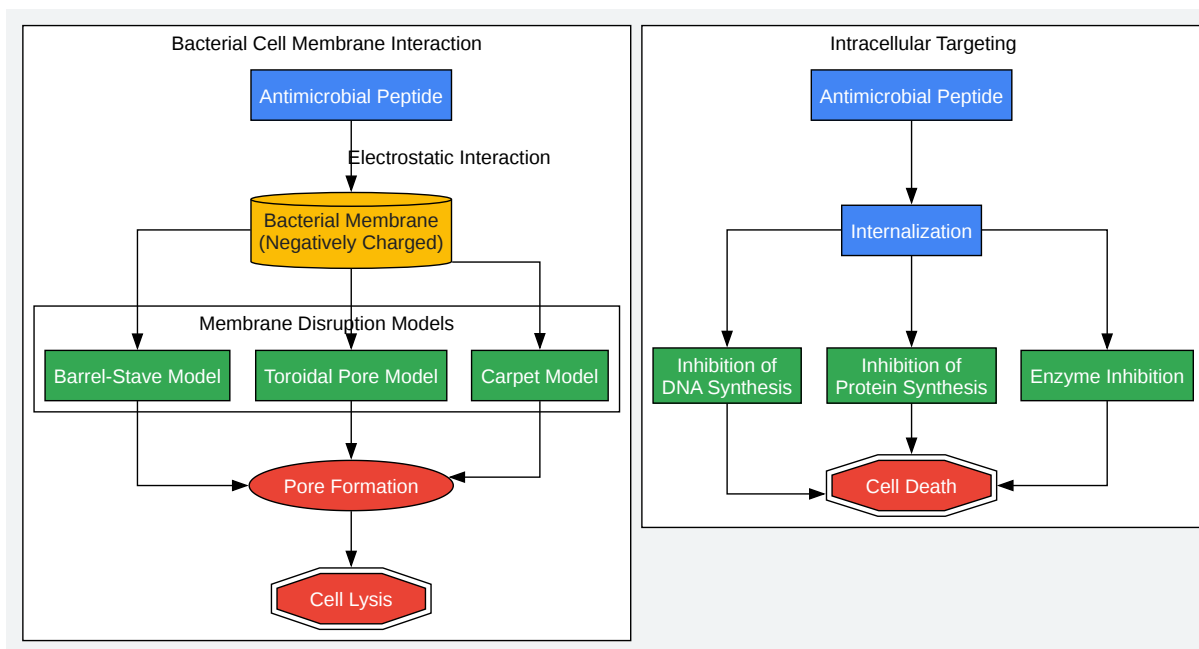 Bacterial Cell Membrane Interaction
Antimicrobial Peptide
Electrostatic Interaction
Bacterial Membrane
(Negatively Charged)
Membrane Disruption Models
Barrel-Stave Model
Toroidal Pore Model
Carpet Model
Pore Formation
Cell Lysis
Intracellular Targeting
Antimicrobial Peptide
Internalization
Inhibition of
DNA Synthesis
Inhibition of
Protein Synthesis
Enzyme Inhibition
Cell Death